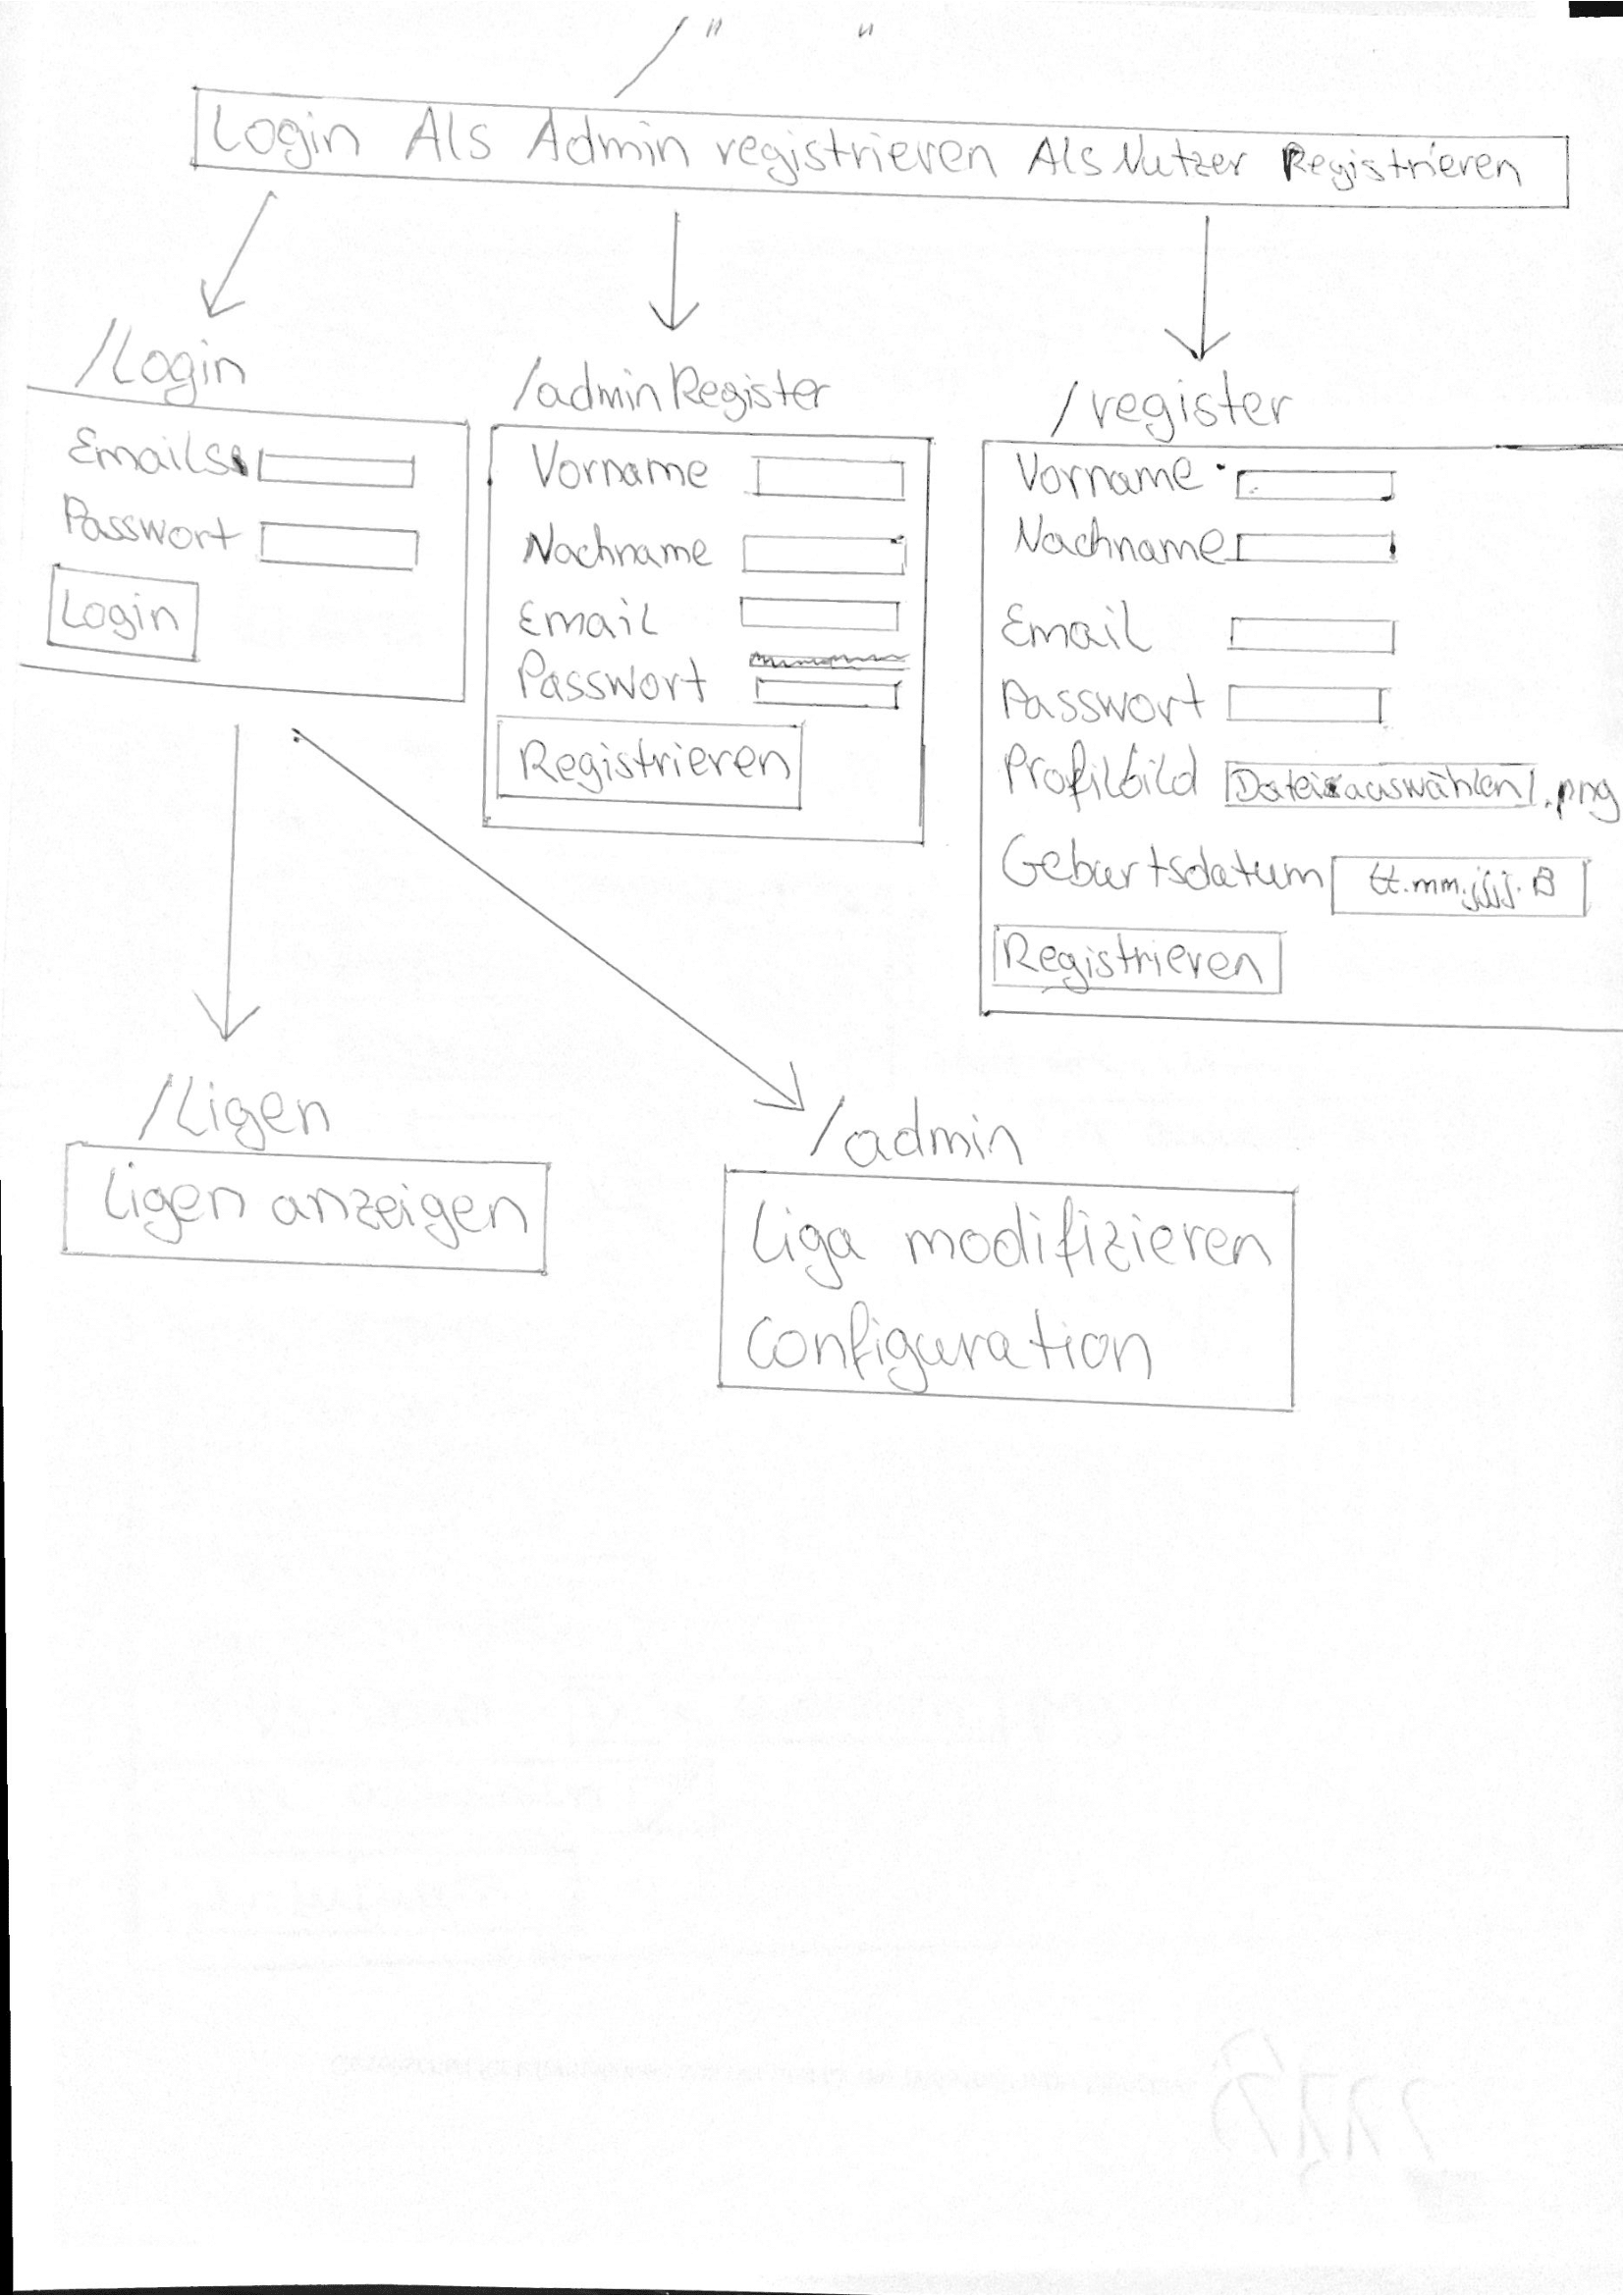 / " "
Login Als Admin registrieren Als Nutzer Registrieren
/Login
Emails
Passwort
Login
/adminRegister
Vorname
Nachname
Email
Passwort
Registrieren
/register
Vorname
Nachname
Email
Passwort
Profilbild Datei auswählen .png
Geburtsdatum tt.mm.jjjj
Registrieren
/Ligen
Ligen anzeigen
/admin
Liga modifizieren
Configuration